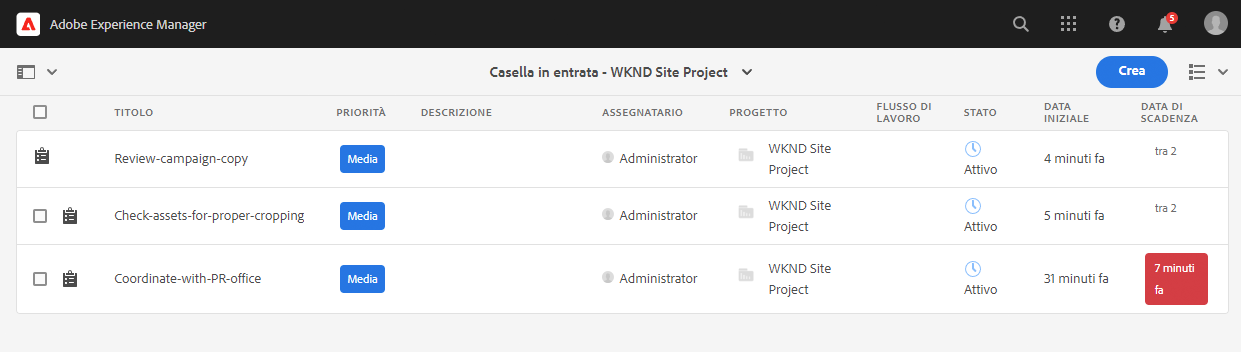 Adobe Experience Manager
5
Casella in entrata - WKND Site Project
Crea
TITOLO
PRIORITÀ
DESCRIZIONE
ASSEGNATARIO
PROGETTO
FLUSSO DI
LAVORO
STATO
DATA
INIZIALE
DATA DI
SCADENZA
Review-campaign-copy
Media
Administrator
WKND Site
Project
Attivo
4 minuti fa
tra 2
Check-assets-for-proper-cropping
Media
Administrator
WKND Site
Project
Attivo
5 minuti fa
tra 2
Coordinate-with-PR-office
Media
Administrator
WKND Site
Project
Attivo
31 minuti fa
7 minuti
fa